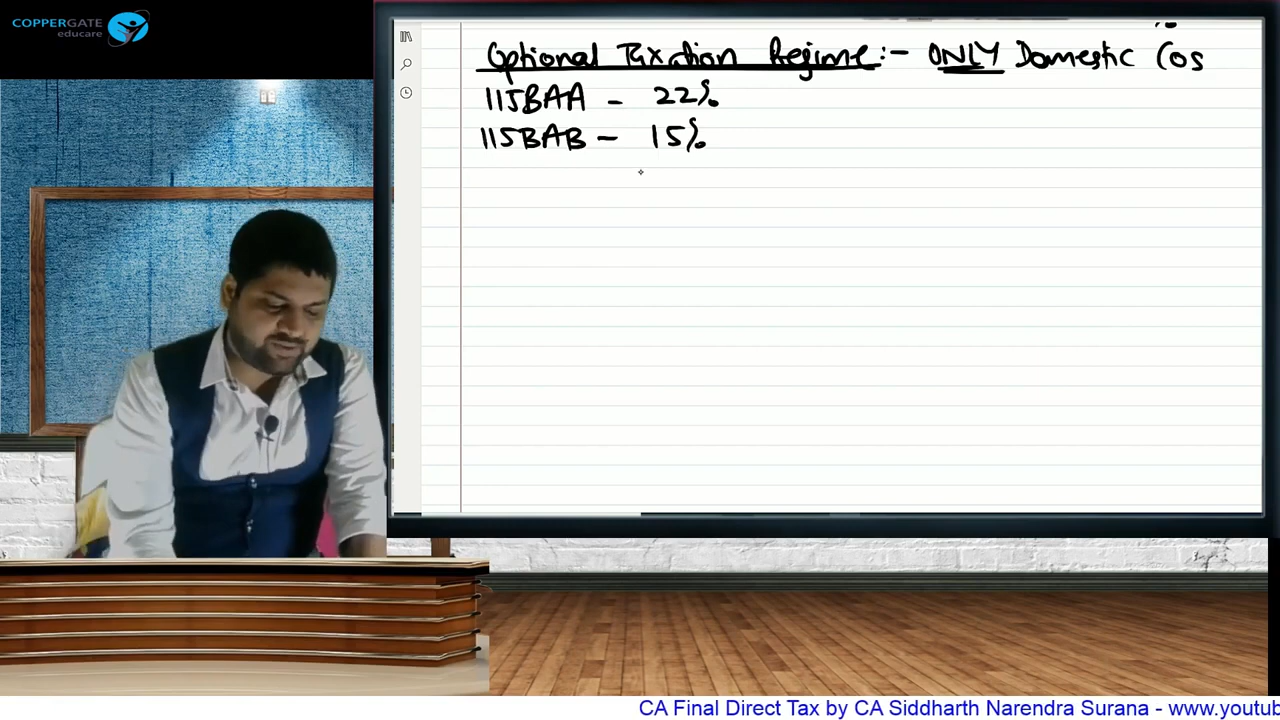 COPPERGATE
educare
Optional Taxation Regime:- ONLY Domestic Cos
115BAA - 22%
115BAB - 15%
CA Final Direct Tax by CA Siddharth Narendra Surana - www.youtub